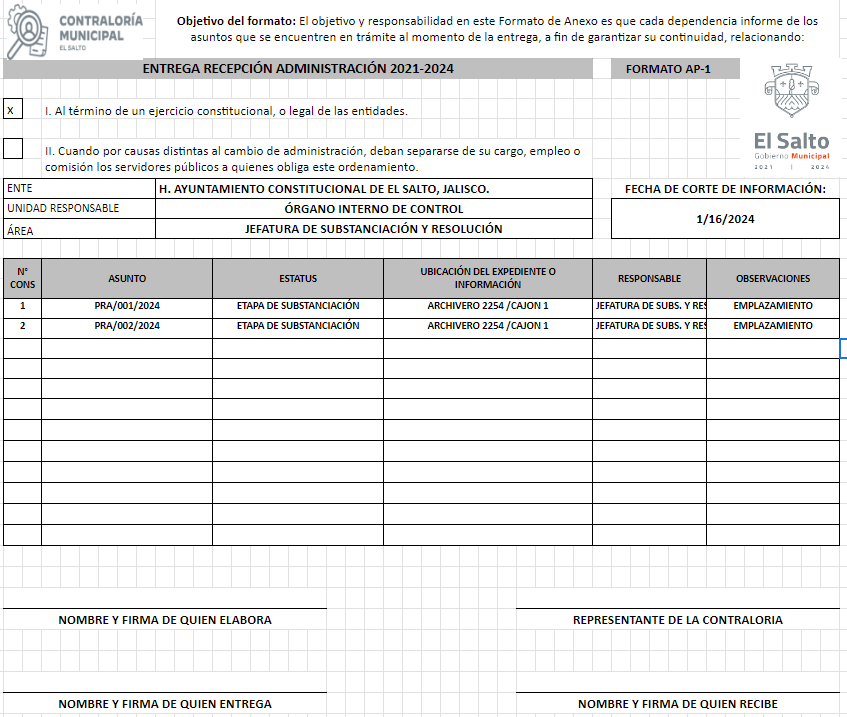 CONTRALORÍA
MUNICIPAL
EL SALTO
Objetivo del formato: El objetivo y responsabilidad en este Formato de Anexo es que cada dependencia informe de los
asuntos que se encuentren en trámite al momento de la entrega, a fin de garantizar su continuidad, relacionando:
ENTREGA RECEPCIÓN ADMINISTRACIÓN 2021-2024
FORMATO AP-1
El Salto
Gobierno Municipal
2021 | 2024
X I. Al término de un ejercicio constitucional, o legal de las entidades.
II. Cuando por causas distintas al cambio de administración, deban separarse de su cargo, empleo o
comisión los servidores públicos a quienes obliga este ordenamiento.
ENTE H. AYUNTAMIENTO CONSTITUCIONAL DE EL SALTO, JALISCO.
UNIDAD RESPONSABLE ÓRGANO INTERNO DE CONTROL
ÁREA JEFATURA DE SUBSTANCIACIÓN Y RESOLUCIÓN
FECHA DE CORTE DE INFORMACIÓN:
1/16/2024
N° CONS ASUNTO ESTATUS UBICACIÓN DEL EXPEDIENTE O INFORMACIÓN RESPONSABLE OBSERVACIONES
1 PRA/001/2024 ETAPA DE SUBSTANCIACIÓN ARCHIVERO 2254 /CAJON 1 JEFATURA DE SUBS. Y RES EMPLAZAMIENTO
2 PRA/002/2024 ETAPA DE SUBSTANCIACIÓN ARCHIVERO 2254 /CAJON 1 JEFATURA DE SUBS. Y RES EMPLAZAMIENTO
NOMBRE Y FIRMA DE QUIEN ELABORA
REPRESENTANTE DE LA CONTRALORIA
NOMBRE Y FIRMA DE QUIEN ENTREGA
NOMBRE Y FIRMA DE QUIEN RECIBE